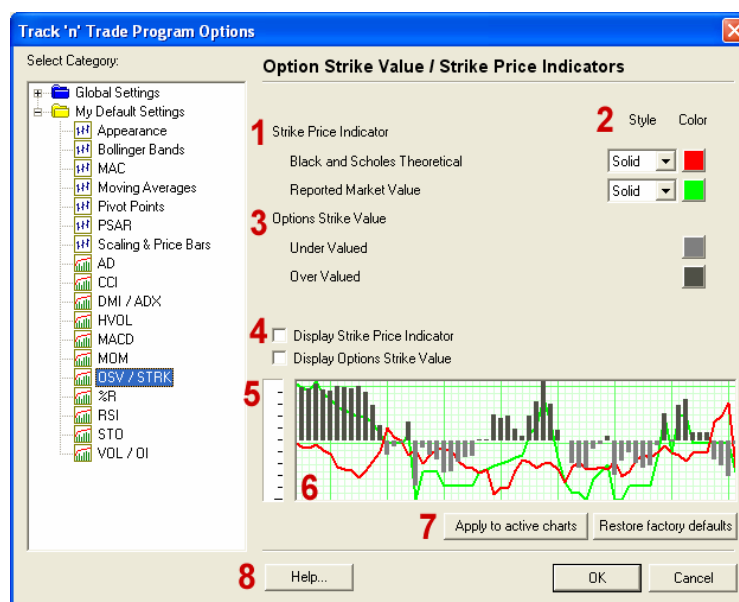 Track 'n' Trade Program Options
Select Category:
Global Settings
My Default Settings
Appearance
Bollinger Bands
MAC
Moving Averages
Pivot Points
PSAR
Scaling & Price Bars
AD
CCI
DMI / ADX
HVOL
MACD
MOM
OSV / STRK
%R
RSI
STO
VOL / OI
Option Strike Value / Strike Price Indicators
1 Strike Price Indicator
2 Style Color
Black and Scholes Theoretical Solid
Reported Market Value Solid
3 Options Strike Value
Under Valued
Over Valued
4 Display Strike Price Indicator
Display Options Strike Value
5
6
7 Apply to active charts Restore factory defaults
8 Help... OK Cancel